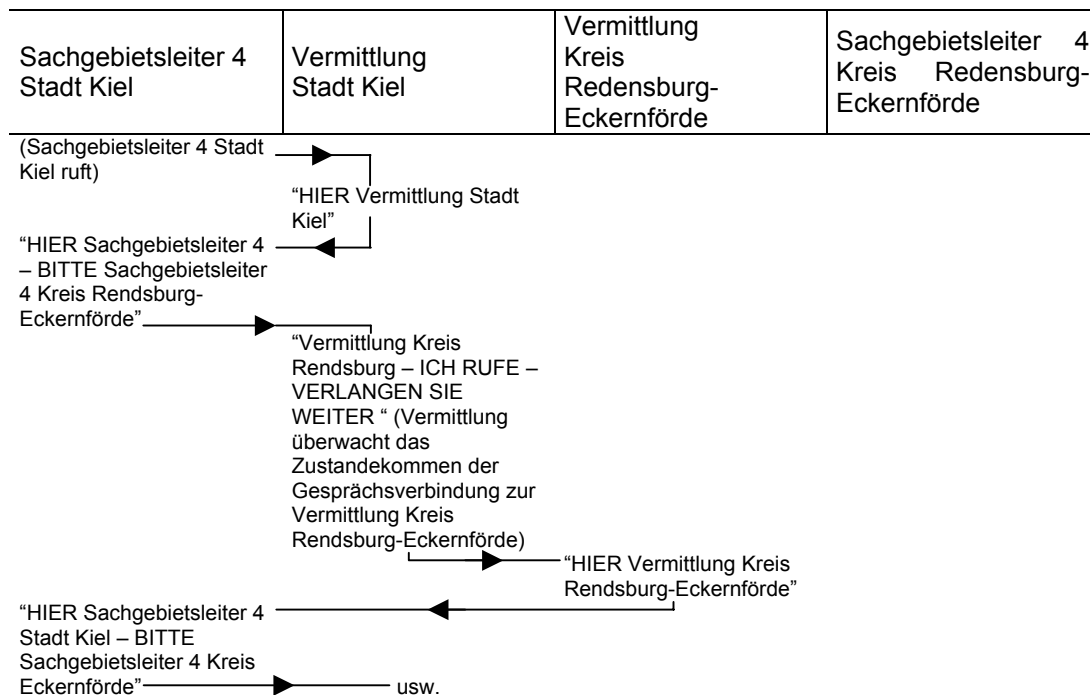 Sachgebietsleiter 4
Stadt Kiel
Vermittlung
Stadt Kiel
Vermittlung
Kreis
Redensburg-
Eckernförde
Sachgebietsleiter 4
Kreis Redensburg-
Eckernförde
(Sachgebietsleiter 4 Stadt
Kiel ruft)
“HIER Vermittlung Stadt
Kiel”
“HIER Sachgebietsleiter 4
– BITTE Sachgebietsleiter
4 Kreis Rendsburg-
Eckernförde”
“Vermittlung Kreis
Rendsburg – ICH RUFE –
VERLANGEN SIE
WEITER “ (Vermittlung
überwacht das
Zustandekommen der
Gesprächsverbindung zur
Vermittlung Kreis
Rendsburg-Eckernförde)
“HIER Vermittlung Kreis
Rendsburg-Eckernförde”
“HIER Sachgebietsleiter 4
Stadt Kiel – BITTE
Sachgebietsleiter 4 Kreis
Eckernförde”
usw.